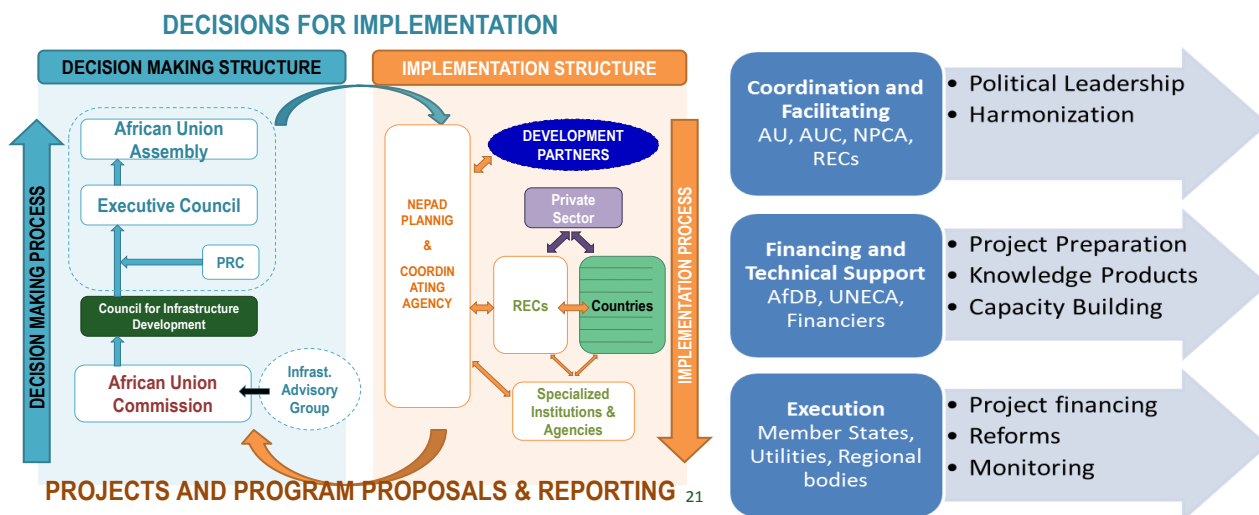 DECISIONS FOR IMPLEMENTATION
DECISION MAKING STRUCTURE
IMPLEMENTATION STRUCTURE
DECISION MAKING PROCESS
African Union
Assembly
Executive Council
PRC
Council for Infrastructure
Development
African Union
Commission
Infrast.
Advisory
Group
NEPAD
PLANNIG
&
COORDIN
ATING
AGENCY
DEVELOPMENT
PARTNERS
Private
Sector
RECs
Countries
Specialized
Institutions &
Agencies
IMPLEMENTATION PROCESS
PROJECTS AND PROGRAM PROPOSALS & REPORTING
21
Coordination and
Facilitating
AU, AUC, NPCA,
RECs
• Political Leadership
• Harmonization
Financing and
Technical Support
AfDB, UNECA,
Financiers
• Project Preparation
• Knowledge Products
• Capacity Building
Execution
Member States,
Utilities, Regional
bodies
• Project financing
• Reforms
• Monitoring